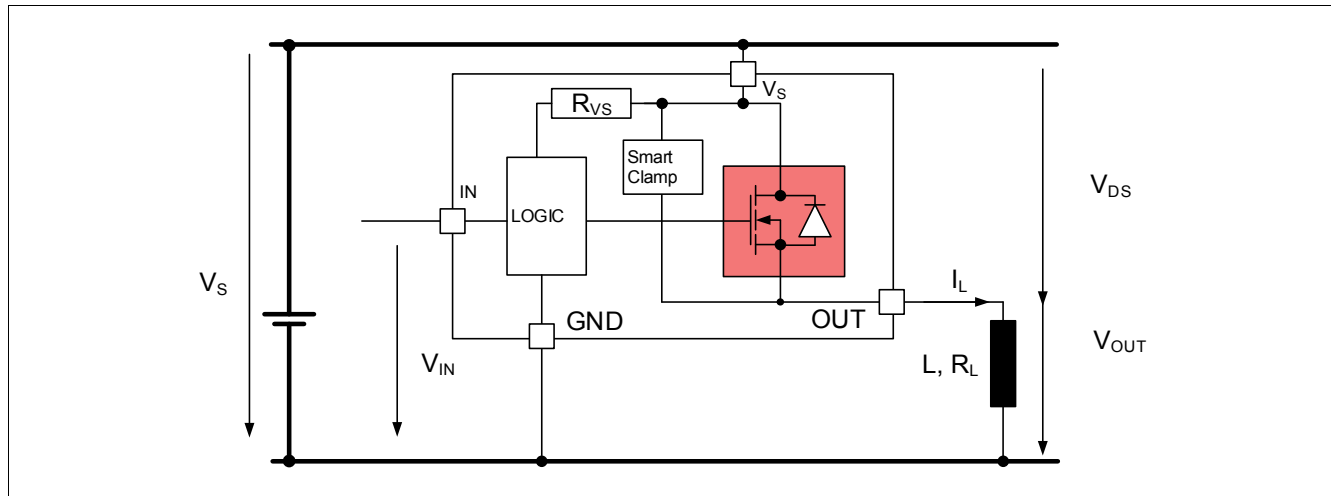 V_S
R_VS
Smart
Clamp
V_DS
IN
LOGIC
V_S
I_L
GND
OUT
V_IN
L, R_L
V_OUT